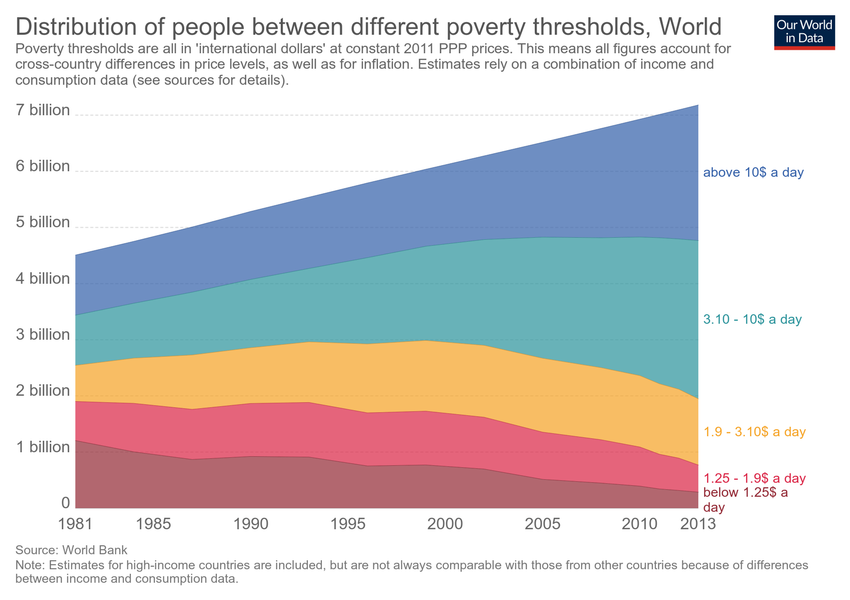 Distribution of people between different poverty thresholds, World
Our World
in Data
Poverty thresholds are all in 'international dollars' at constant 2011 PPP prices. This means all figures account for
cross-country differences in price levels, as well as for inflation. Estimates rely on a combination of income and
consumption data (see sources for details).
7 billion
6 billion
5 billion
4 billion
3 billion
2 billion
1 billion
0
above 10$ a day
3.10 - 10$ a day
1.9 - 3.10$ a day
1.25 - 1.9$ a day
below 1.25$ a
day
1981 1985 1990 1995 2000 2005 2010 2013
Source: World Bank
Note: Estimates for high-income countries are included, but are not always comparable with those from other countries because of differences
between income and consumption data.